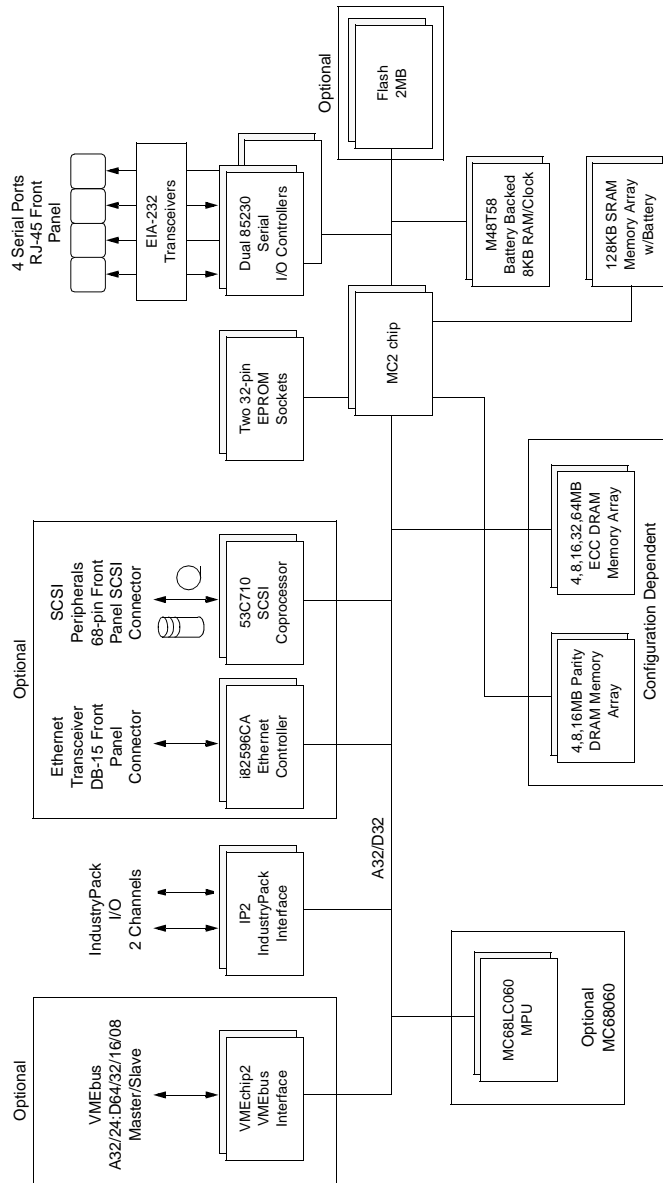 Optional
VMEbus
A32/24:D64/32/16/08
Master/Slave
VMEchip2
VMEbus
Interface
IndustryPack
I/O
2 Channels
IP2
IndustryPack
Interface
Optional
Ethernet
Transceiver
DB-15 Front
Panel
Connector
i82596CA
Ethernet
Controller
SCSI
Peripherals
68-pin Front
Panel SCSI
Connector
53C710
SCSI
Coprocessor
Two 32-pin
EPROM
Sockets
4 Serial Ports
RJ-45 Front
Panel
EIA-232
Transceivers
Dual 85230
Serial
I/O Controllers
Optional
Flash
2MB
A32/D32
MC2 chip
MC68LC060
MPU
Optional
MC68060
4,8,16MB Parity
DRAM Memory
Array
4,8,16,32,64MB
ECC DRAM
Memory Array
Configuration Dependent
M48T58
Battery Backed
8KB RAM/Clock
128KB SRAM
Memory Array
w/Battery